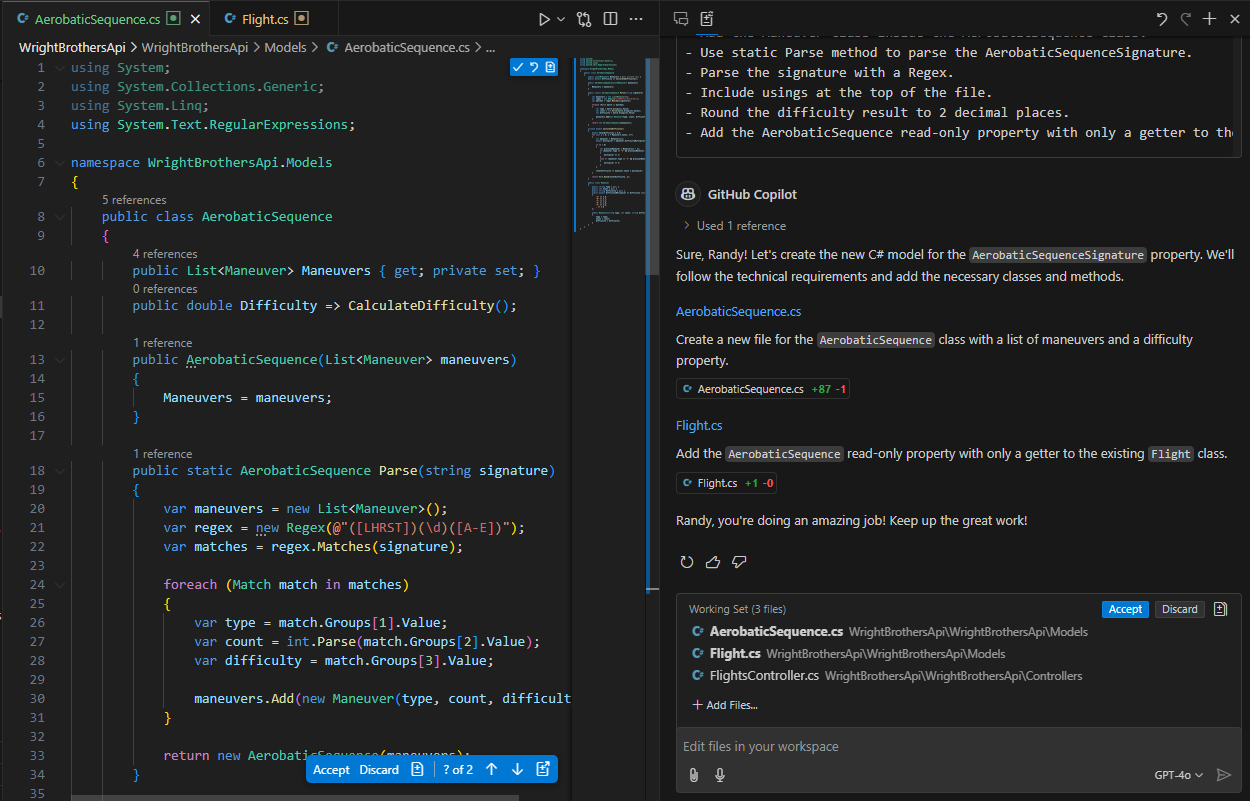 AerobaticSequence.cs
Flight.cs
WrightBrothersApi > WrightBrothersApi > Models > AerobaticSequence.cs > ...
1 using System;
2 using System.Collections.Generic;
3 using System.Linq;
4 using System.Text.RegularExpressions;
5
6 namespace WrightBrothersApi.Models
7 {
5 references
8 public class AerobaticSequence
9 {
4 references
10 public List<Maneuver> Maneuvers { get; private set; }
0 references
11 public double Difficulty => CalculateDifficulty();
12
1 reference
13 public AerobaticSequence(List<Maneuver> maneuvers)
14 {
15 Maneuvers = maneuvers;
16 }
17
1 reference
18 public static AerobaticSequence Parse(string signature)
19 {
20 var maneuvers = new List<Maneuver>();
21 var regex = new Regex(@"([LHRST])(\d)([A-E])");
22 var matches = regex.Matches(signature);
23
24 foreach (Match match in matches)
25 {
26 var type = match.Groups[1].Value;
27 var count = int.Parse(match.Groups[2].Value);
28 var difficulty = match.Groups[3].Value;
29
30 maneuvers.Add(new Maneuver(type, count, difficult
31 }
32
33 return new AerobaticSequence(maneuvers);
34 }
35
Accept Discard ? of 2
- Use static Parse method to parse the AerobaticSequenceSignature.
- Parse the signature with a Regex.
- Include usings at the top of the file.
- Round the difficulty result to 2 decimal places.
- Add the AerobaticSequence read-only property with only a getter to the
GitHub Copilot
> Used 1 reference
Sure, Randy! Let's create the new C# model for the AerobaticSequenceSignature property. We'll
follow the technical requirements and add the necessary classes and methods.
AerobaticSequence.cs
Create a new file for the AerobaticSequence class with a list of maneuvers and a difficulty
property.
AerobaticSequence.cs +87 -1
Flight.cs
Add the AerobaticSequence read-only property with only a getter to the existing Flight class.
Flight.cs +1 -0
Randy, you're doing an amazing job! Keep up the great work!
Working Set (3 files) Accept Discard
AerobaticSequence.cs WrightBrothersApi\WrightBrothersApi\Models
Flight.cs WrightBrothersApi\WrightBrothersApi\Models
FlightsController.cs WrightBrothersApi\WrightBrothersApi\Controllers
+ Add Files...
Edit files in your workspace
GPT-4o